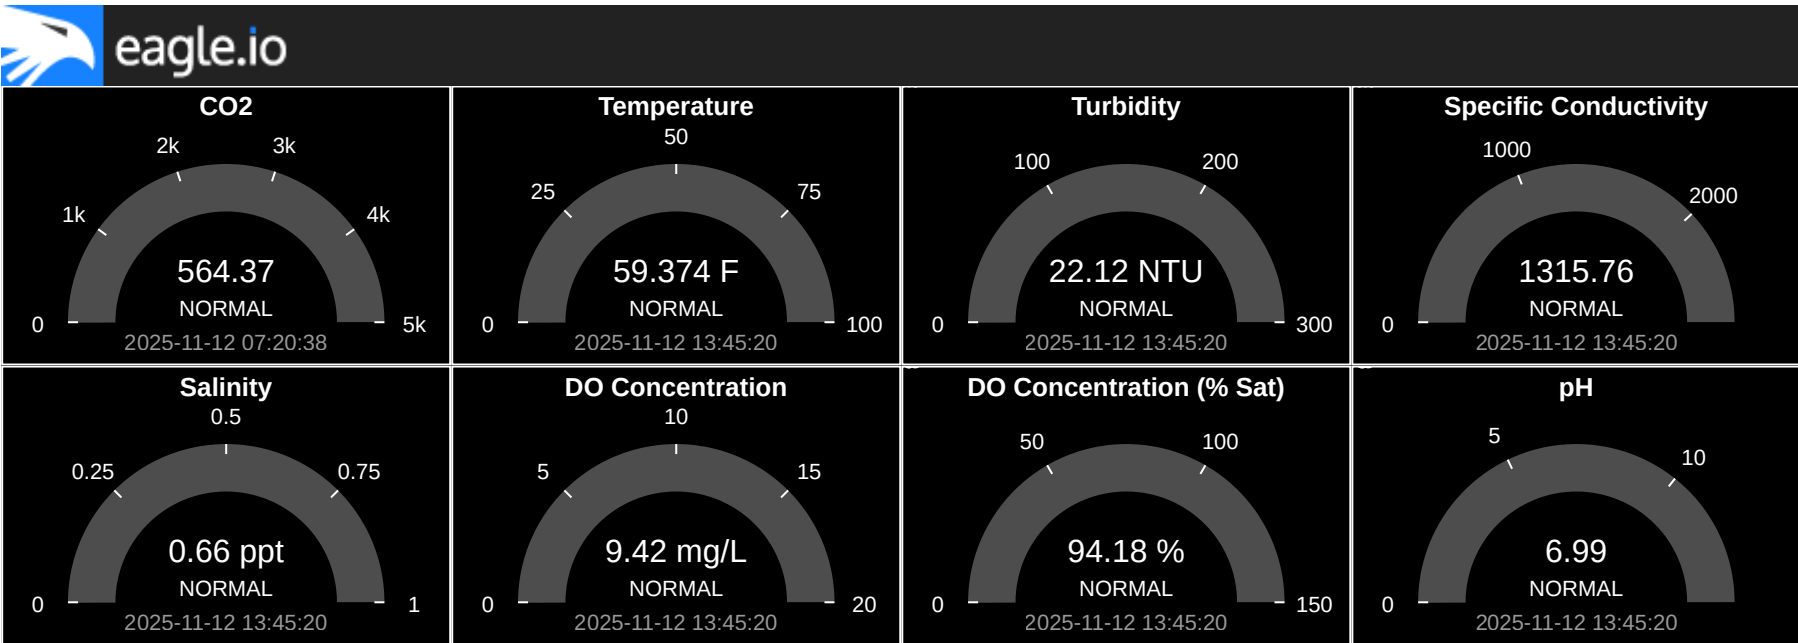 eagle.io
CO2
2k
3k
1k
4k
0
5k
564.37
NORMAL
2025-11-12 07:20:38
Temperature
50
25
75
0
100
59.374 F
NORMAL
2025-11-12 13:45:20
Turbidity
100
200
0
300
22.12 NTU
NORMAL
2025-11-12 13:45:20
Specific Conductivity
1000
2000
0
1315.76
NORMAL
2025-11-12 13:45:20
Salinity
0.5
0.25
0.75
0
1
0.66 ppt
NORMAL
2025-11-12 13:45:20
DO Concentration
10
5
15
0
20
9.42 mg/L
NORMAL
2025-11-12 13:45:20
DO Concentration (% Sat)
50
100
0
150
94.18 %
NORMAL
2025-11-12 13:45:20
pH
5
10
0
6.99
NORMAL
2025-11-12 13:45:20